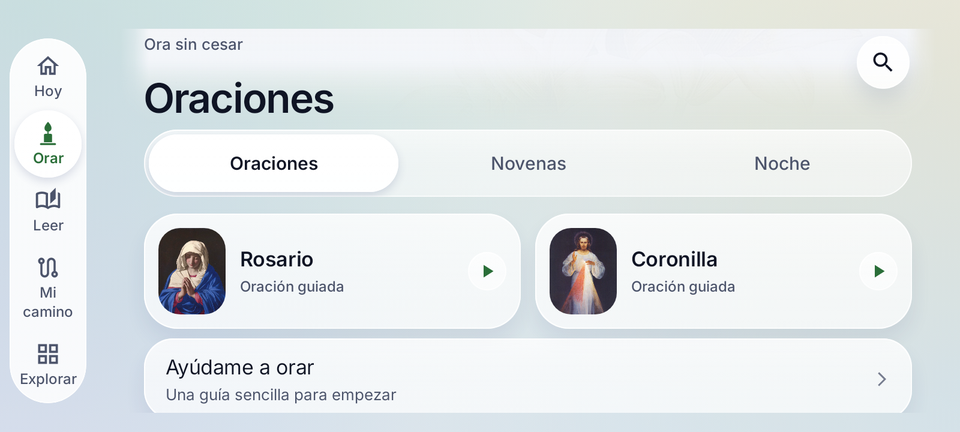 Hoy
Orar
Leer
Mi
camino
Explorar
Ora sin cesar
Oraciones
Oraciones
Novenas
Noche
Rosario
Oración guiada
Coronilla
Oración guiada
Ayúdame a orar
Una guía sencilla para empezar